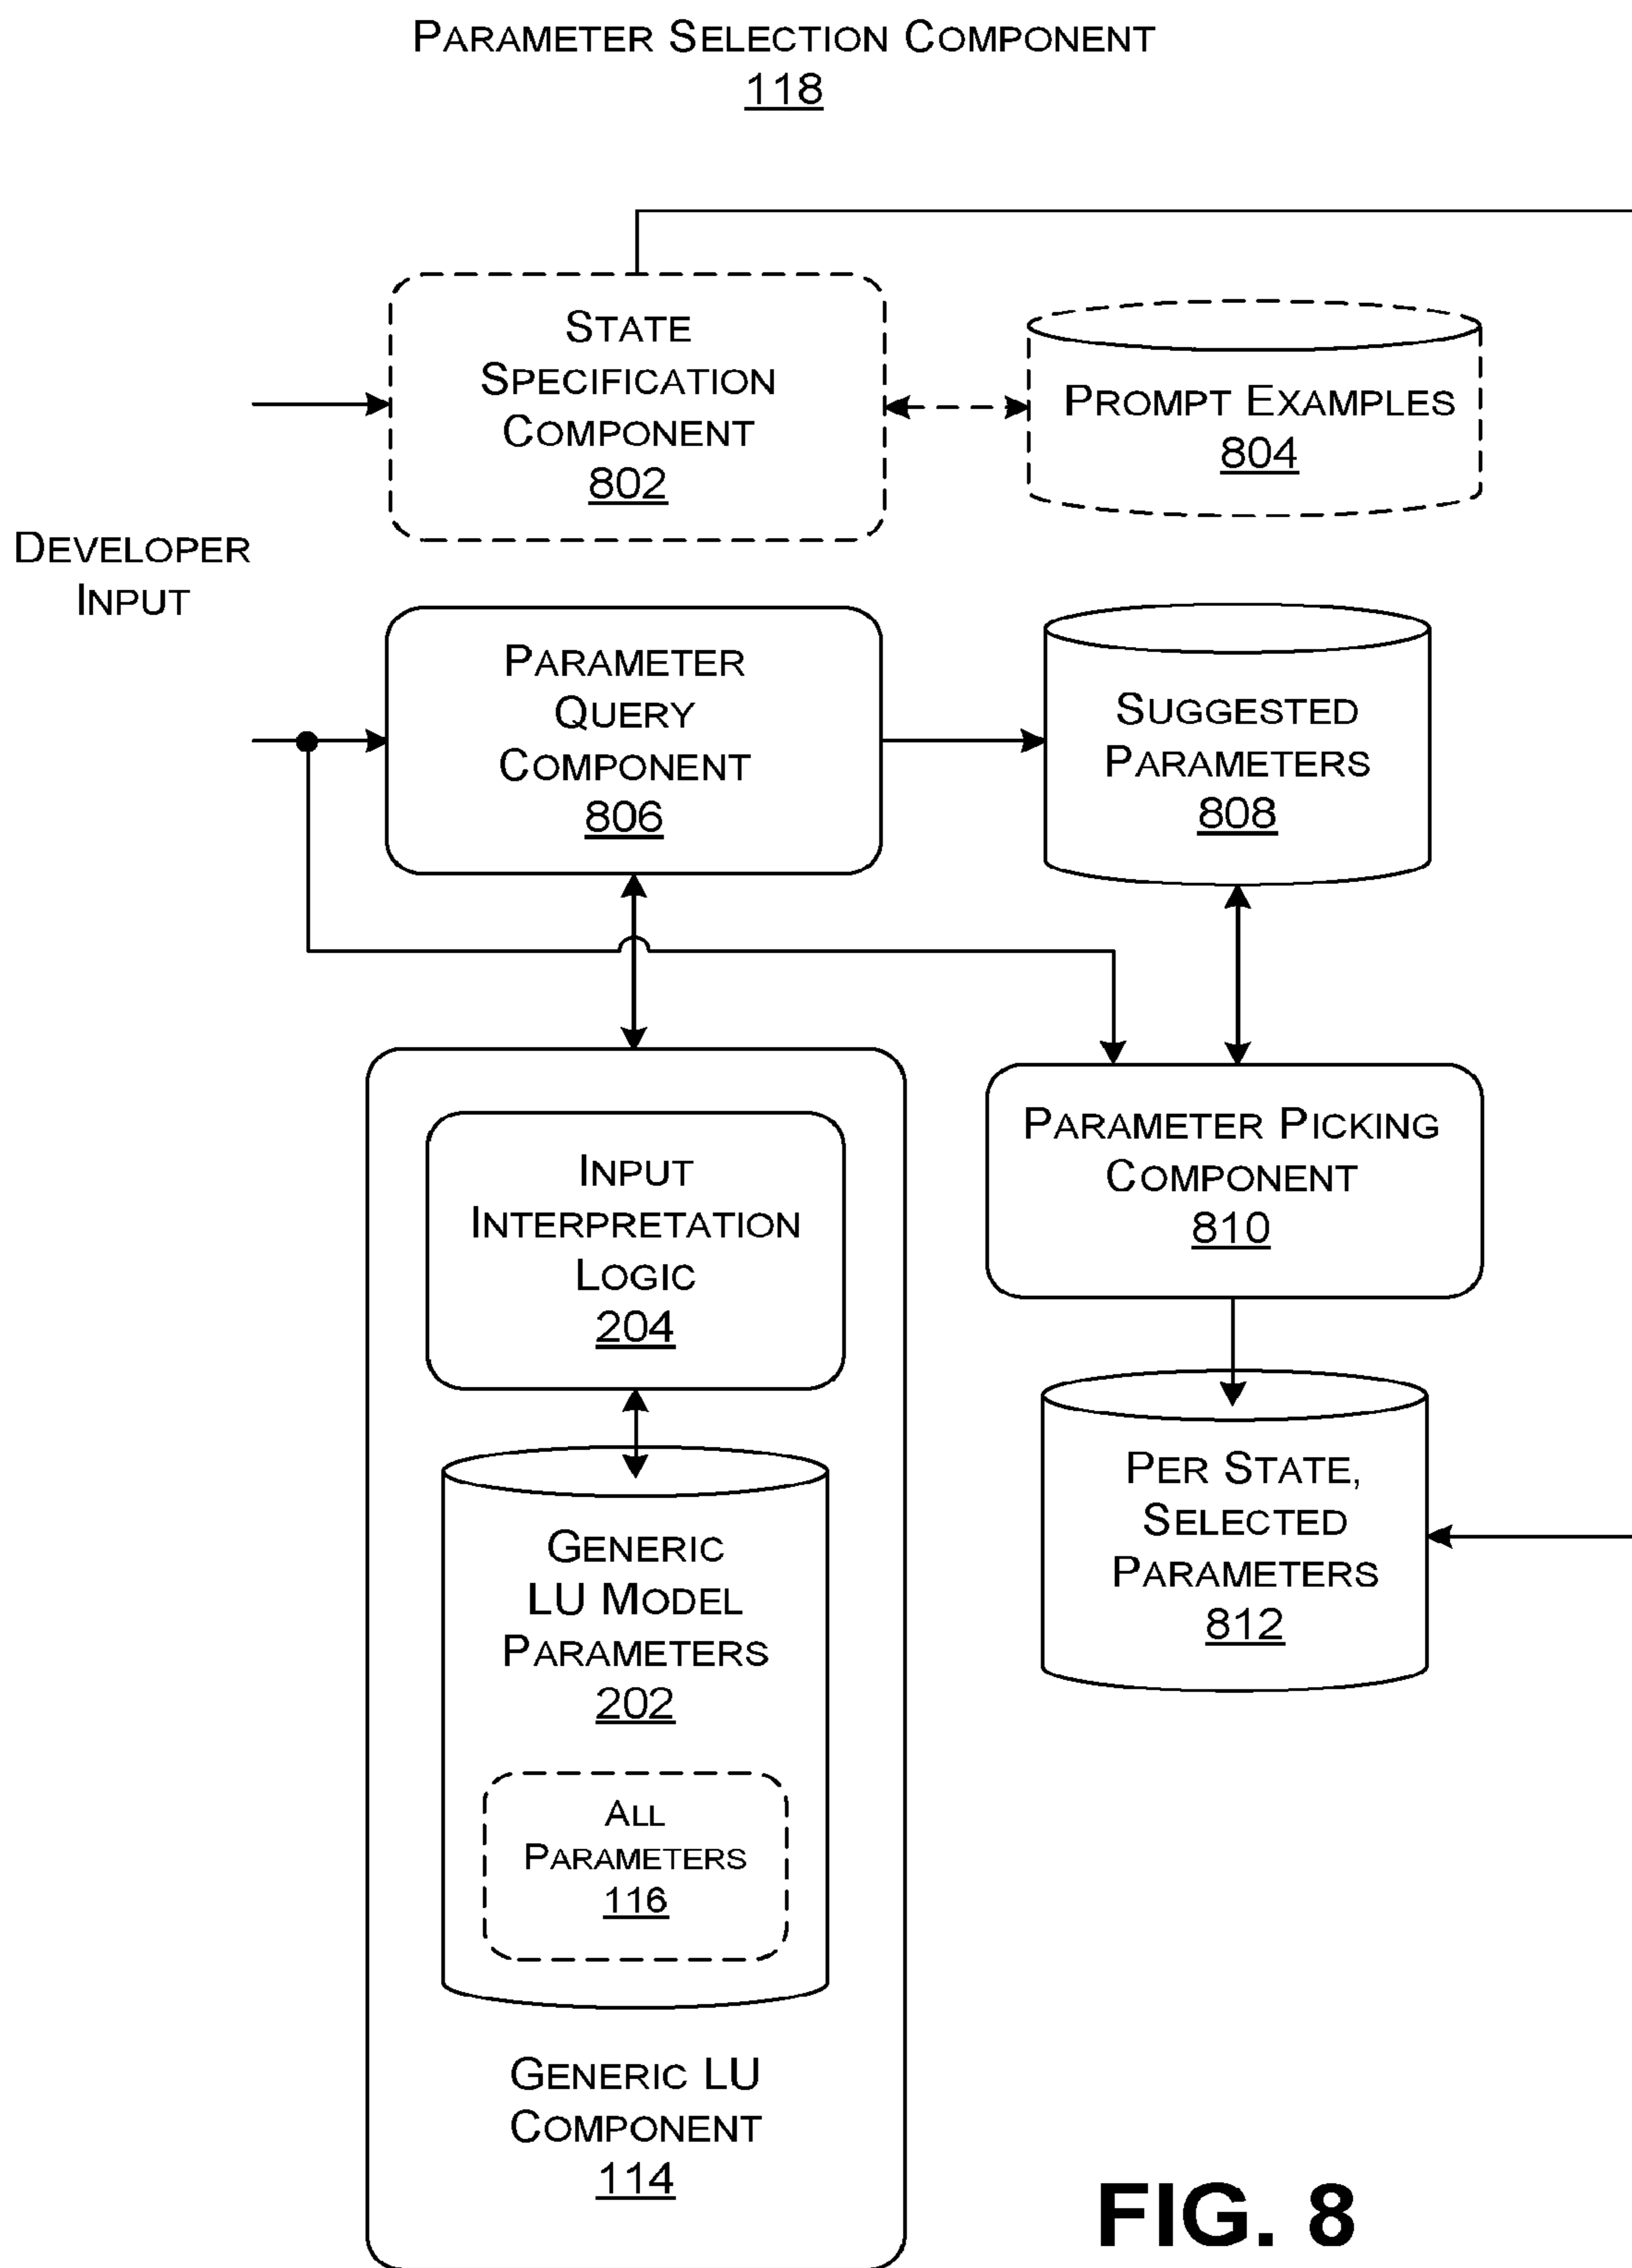 PARAMETER SELECTION COMPONENT
118
STATE
SPECIFICATION
COMPONENT
802
PROMPT EXAMPLES
804
DEVELOPER
INPUT
PARAMETER
QUERY
COMPONENT
806
SUGGESTED
PARAMETERS
808
INPUT
INTERPRETATION
LOGIC
204
PARAMETER PICKING
COMPONENT
810
GENERIC
LU MODEL
PARAMETERS
202
PER STATE,
SELECTED
PARAMETERS
812
ALL
PARAMETERS
116
GENERIC LU
COMPONENT
114
FIG. 8